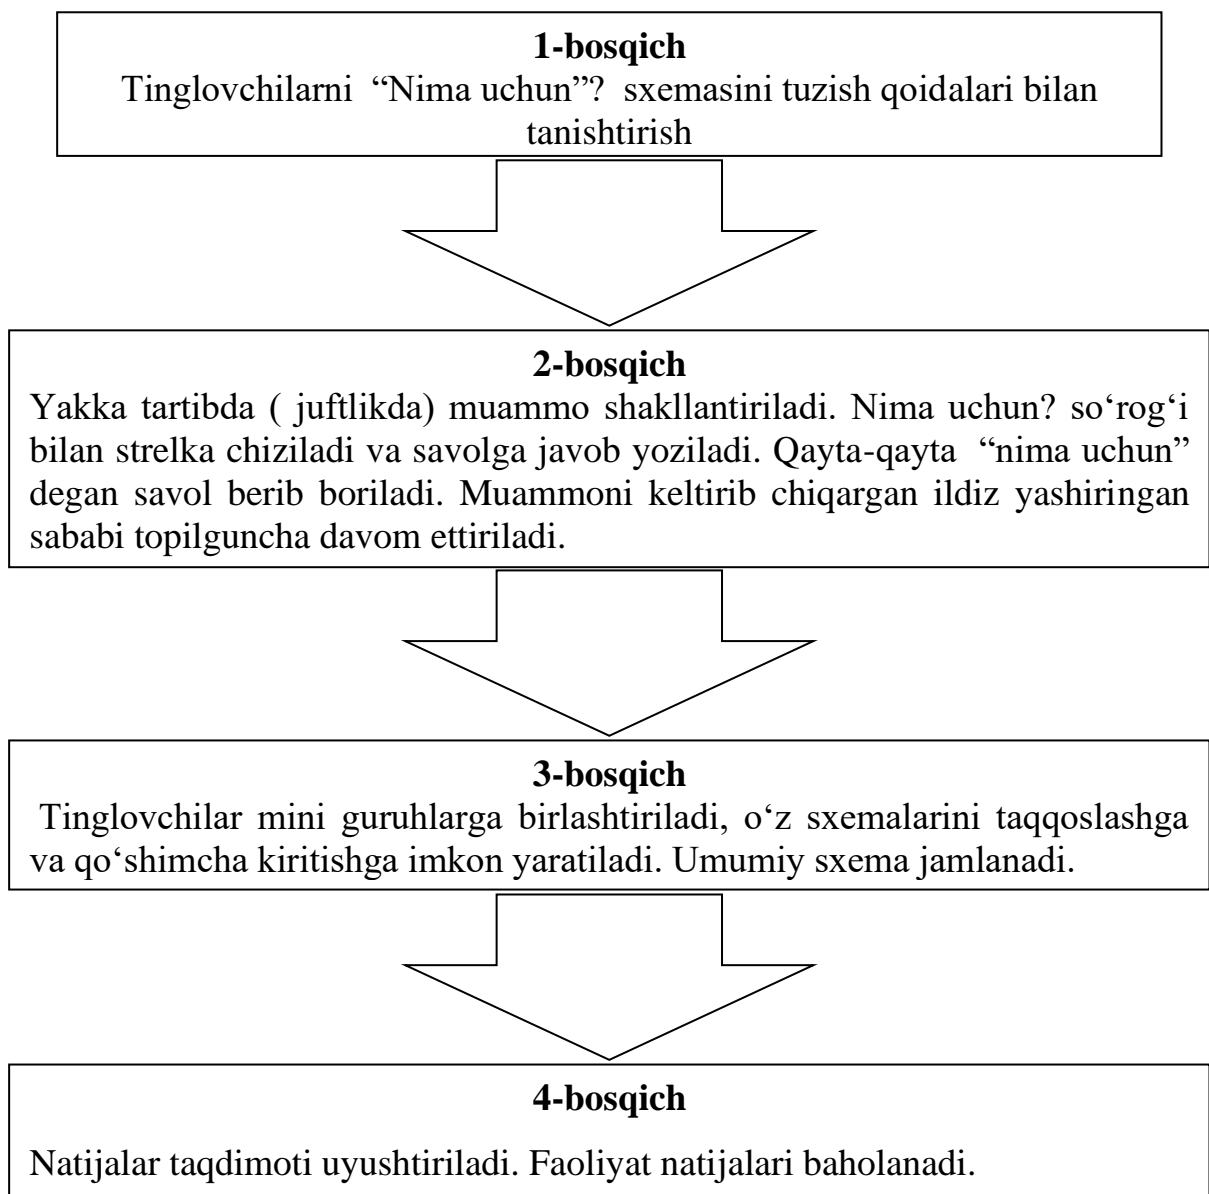 1-bosqich
Tinglovchilarni “Nima uchun”? sxemasini tuzish qoidalari bilan
tanishtirish
2-bosqich
Yakka tartibda ( juftlikda) muammo shakllantiriladi. Nima uchun? so‘rog‘i
bilan strelka chiziladi va savolga javob yoziladi. Qayta-qayta “nima uchun”
degan savol berib boriladi. Muammoni keltirib chiqargan ildiz yashiringan
sababi topilguncha davom ettiriladi.
3-bosqich
Tinglovchilar mini guruhlarga birlashtiriladi, o‘z sxemalarini taqqoslashga
va qo‘shimcha kiritishga imkon yaratiladi. Umumiy sxema jamlanadi.
4-bosqich
Natijalar taqdimoti uyushtiriladi. Faoliyat natijalari baholanadi.